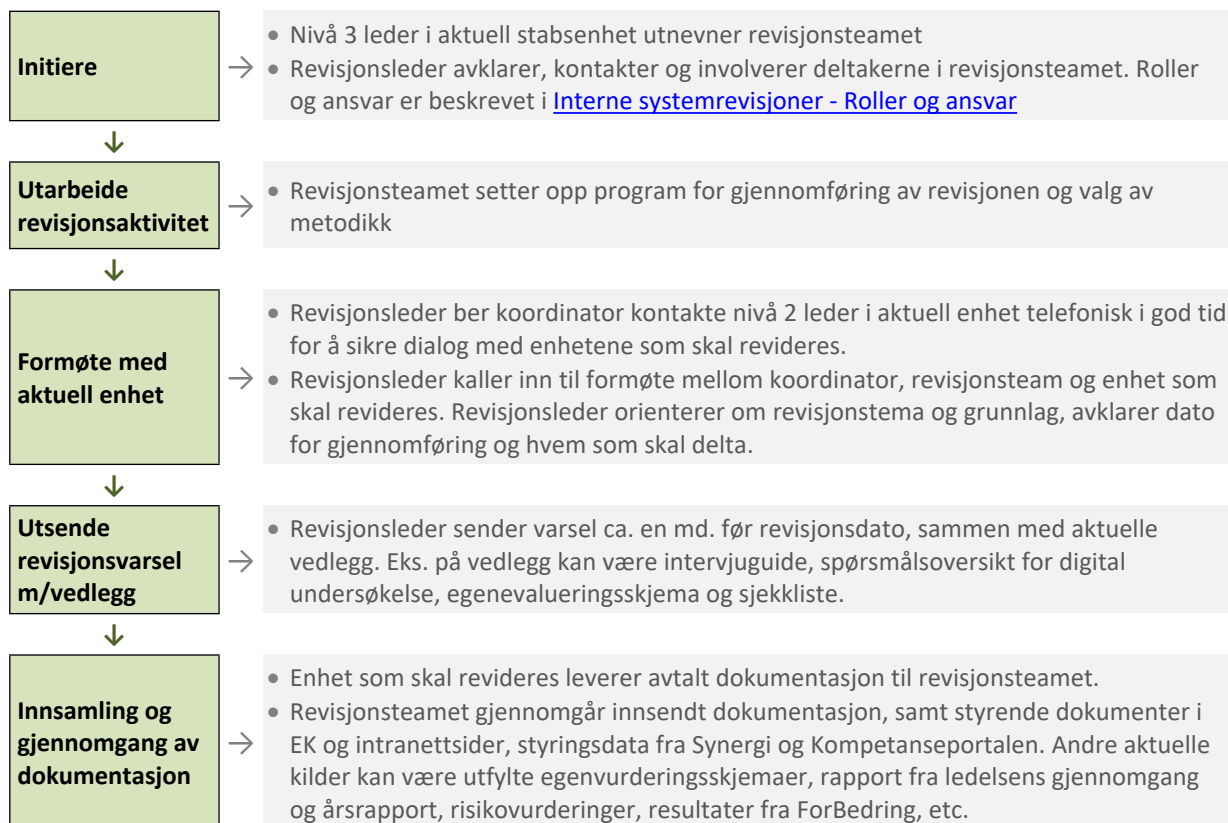 Initiere
→
• Nivå 3 leder i aktuell stabsenhet utnevner revisjonsteamet
• Revisjonsleder avklarer, kontakter og involverer deltakerne i revisjonsteamet. Roller
og ansvar er beskrevet i Interne systemrevisjoner - Roller og ansvar
↓
Utarbeide
revisjonsaktivitet
→
• Revisjonsteamet setter opp program for gjennomføring av revisjonen og valg av
metodikk
↓
Formøte med
aktuell enhet
→
• Revisjonsleder ber koordinator kontakte nivå 2 leder i aktuell enhet telefonisk i god tid
for å sikre dialog med enhetene som skal revideres.
• Revisjonsleder kaller inn til formøte mellom koordinator, revisjonsteam og enhet som
skal revideres. Revisjonsleder orienterer om revisjonstema og grunnlag, avklarer dato
for gjennomføring og hvem som skal delta.
↓
Utsende
revisjonsvarsel
m/vedlegg
→
• Revisjonsleder sender varsel ca. en md. før revisjonsdato, sammen med aktuelle
vedlegg. Eks. på vedlegg kan være intervjuguide, spørsmålsoversikt for digital
undersøkelse, egenevalueringsskjema og sjekkliste.
↓
Innsamling og
gjennomgang av
dokumentasjon
→
• Enhet som skal revideres leverer avtalt dokumentasjon til revisjonsteamet.
• Revisjonsteamet gjennomgår innsendt dokumentasjon, samt styrende dokumenter i
EK og intranettsider, styringsdata fra Synergi og Kompetanseportalen. Andre aktuelle
kilder kan være utfylte egenvurderingsskjemaer, rapport fra ledelsens gjennomgang
og årsrapport, risikovurderinger, resultater fra ForBedring, etc.